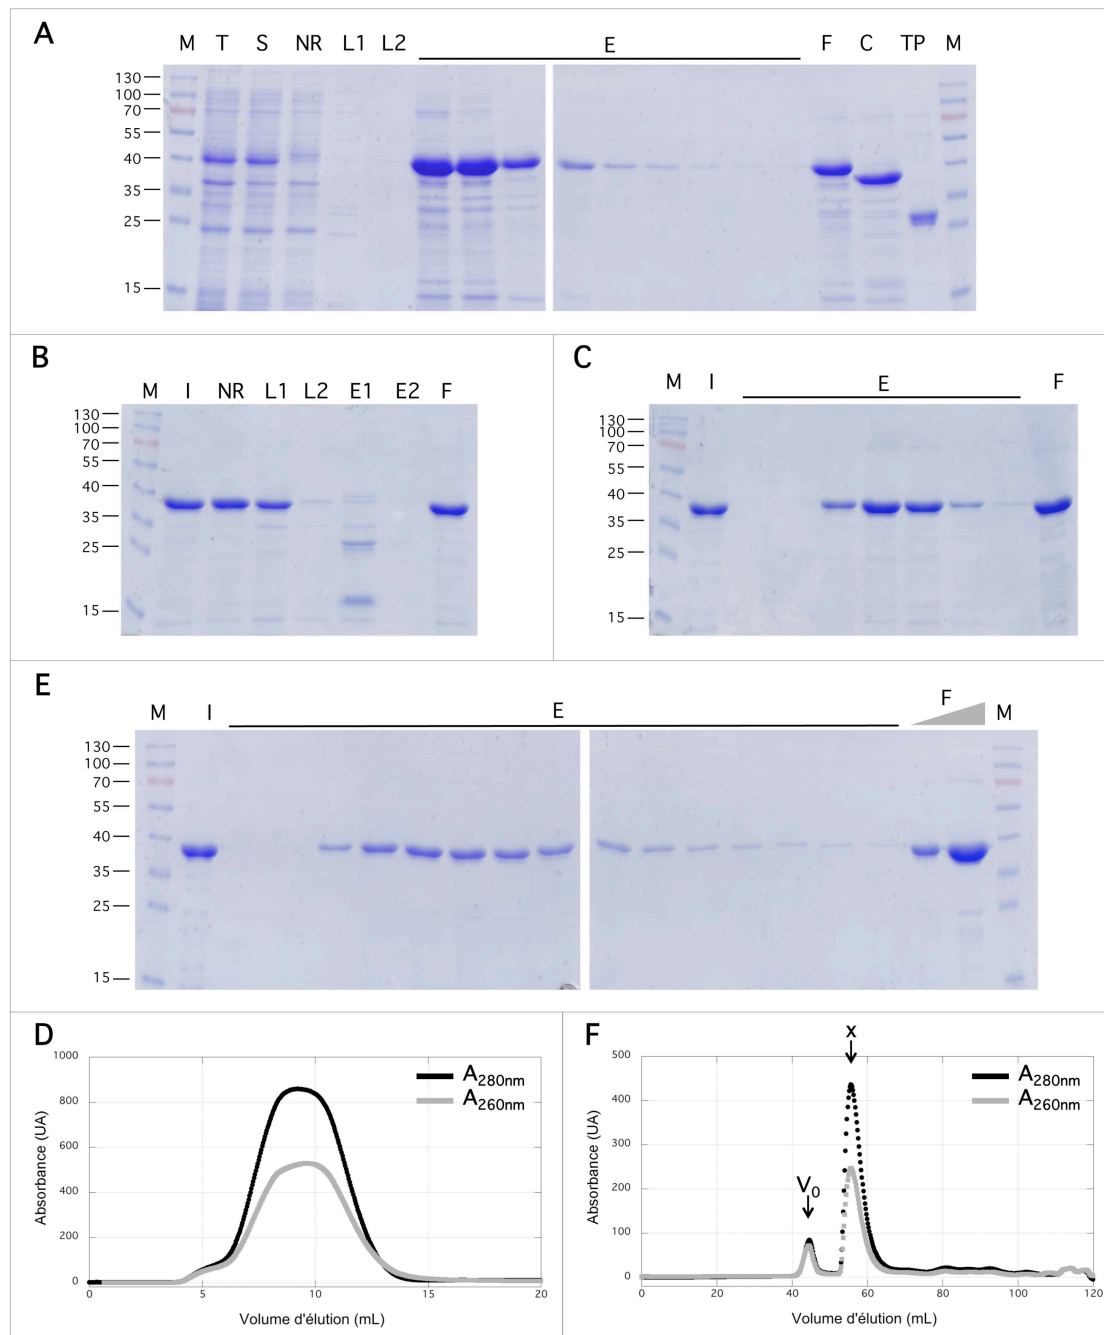 A
M T S NR L1 L2 E F C TP M
130
100
70
55
40
35
25
15
B
M I NR L1 L2 E1 E2 F
130
100
70
55
40
35
25
15
C
M I E F
130
100
70
55
40
35
25
15
E
M I E F M
130
100
70
55
40
35
25
15
D
1000
800
600
400
200
0
Absorbance (UA)
A280nm
A260nm
0 5 10 15 20
Volume d'élution (mL)
F
500
400
300
200
100
0
Absorbance (UA)
x
V0
A280nm
A260nm
0 20 40 60 80 100 120
Volume d'élution (mL)